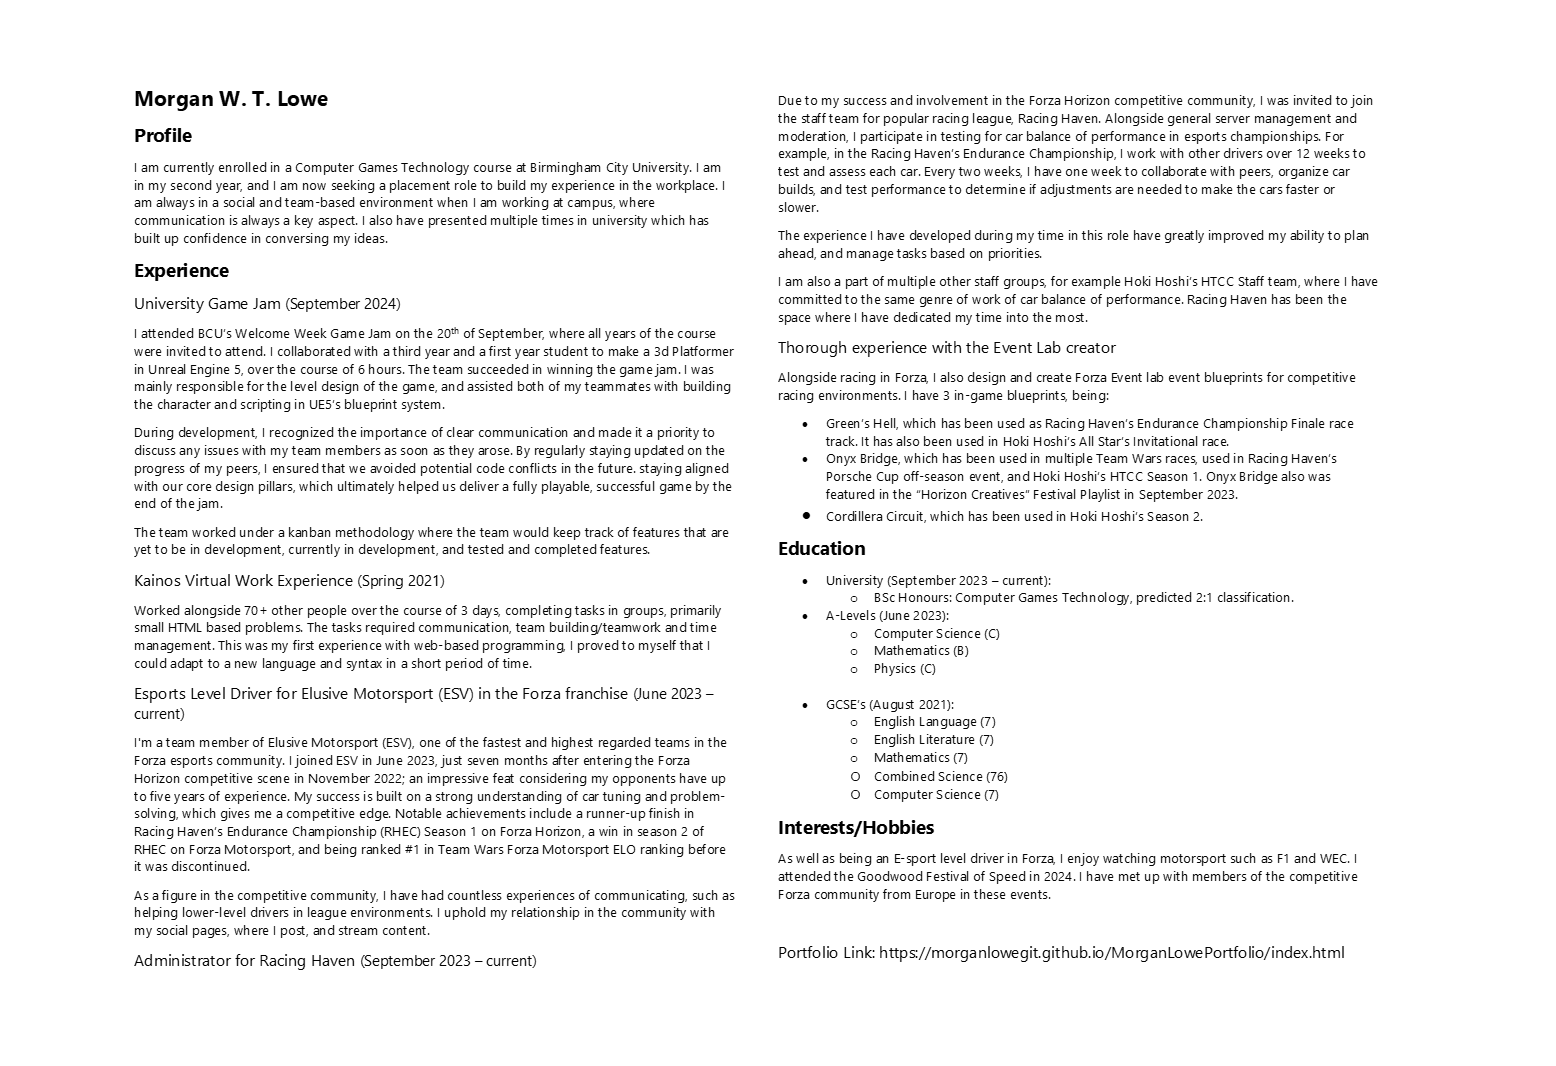 Morgan W. T. Lowe
Profile
I am currently enrolled in a Computer Games Technology course at Birmingham City University. I am
in my second year, and I am now seeking a placement role to build my experience in the workplace. I
am always in a social and team-based environment when I am working at campus, where
communication is always a key aspect. I also have presented multiple times in university which has
built up confidence in conversing my ideas.
Experience
University Game Jam (September 2024)
I attended BCU's Welcome Week Game Jam on the 20th of September, where all years of the course
were invited to attend. I collaborated with a third year and a first year student to make a 3d Platformer
in Unreal Engine 5, over the course of 6 hours. The team succeeded in winning the game jam. I was
mainly responsible for the level design of the game, and assisted both of my teammates with building
the character and scripting in UE5's blueprint system.
During development, I recognized the importance of clear communication and made it a priority to
discuss any issues with my team members as soon as they arose. By regularly staying updated on the
progress of my peers, I ensured that we avoided potential code conflicts in the future. staying aligned
with our core design pillars, which ultimately helped us deliver a fully playable, successful game by the
end of the jam.
The team worked under a kanban methodology where the team would keep track of features that are
yet to be in development, currently in development, and tested and completed features.
Kainos Virtual Work Experience (Spring 2021)
Worked alongside 70+ other people over the course of 3 days, completing tasks in groups, primarily
small HTML based problems. The tasks required communication, team building/teamwork and time
management. This was my first experience with web-based programming, I proved to myself that I
could adapt to a new language and syntax in a short period of time.
Esports Level Driver for Elusive Motorsport (ESV) in the Forza franchise (June 2023 –
current)
I'm a team member of Elusive Motorsport (ESV), one of the fastest and highest regarded teams in the
Forza esports community. I joined ESV in June 2023, just seven months after entering the Forza
Horizon competitive scene in November 2022; an impressive feat considering my opponents have up
to five years of experience. My success is built on a strong understanding of car tuning and problem-
solving, which gives me a competitive edge. Notable achievements include a runner-up finish in
Racing Haven's Endurance Championship (RHEC) Season 1 on Forza Horizon, a win in season 2 of
RHEC on Forza Motorsport, and being ranked #1 in Team Wars Forza Motorsport ELO ranking before
it was discontinued.
As a figure in the competitive community, I have had countless experiences of communicating, such as
helping lower-level drivers in league environments. I uphold my relationship in the community with
my social pages, where I post, and stream content.
Administrator for Racing Haven (September 2023 – current)
Due to my success and involvement in the Forza Horizon competitive community, I was invited to join
the staff team for popular racing league, Racing Haven. Alongside general server management and
moderation, I participate in testing for car balance of performance in esports championships. For
example, in the Racing Haven's Endurance Championship, I work with other drivers over 12 weeks to
test and assess each car. Every two weeks, I have one week to collaborate with peers, organize car
builds, and test performance to determine if adjustments are needed to make the cars faster or
slower.
The experience I have developed during my time in this role have greatly improved my ability to plan
ahead, and manage tasks based on priorities.
I am also a part of multiple other staff groups, for example Hoki Hoshi's HTCC Staff team, where I have
committed to the same genre of work of car balance of performance. Racing Haven has been the
space where I have dedicated my time into the most.
Thorough experience with the Event Lab creator
Alongside racing in Forza, I also design and create Forza Event lab event blueprints for competitive
racing environments. I have 3 in-game blueprints, being:
• Green's Hell, which has been used as Racing Haven's Endurance Championship Finale race
track. It has also been used in Hoki Hoshi's All Star's Invitational race.
• Onyx Bridge, which has been used in multiple Team Wars races, used in Racing Haven's
Porsche Cup off-season event, and Hoki Hoshi's HTCC Season 1. Onyx Bridge also was
featured in the "Horizon Creatives" Festival Playlist in September 2023.
• Cordillera Circuit, which has been used in Hoki Hoshi's Season 2.
Education
• University (September 2023 – current):
o BSc Honours: Computer Games Technology, predicted 2:1 classification.
• A-Levels (June 2023):
o Computer Science (C)
o Mathematics (B)
o Physics (C)
• GCSE's (August 2021):
o English Language (7)
o English Literature (7)
o Mathematics (7)
O Combined Science (76)
O Computer Science (7)
Interests/Hobbies
As well as being an E-sport level driver in Forza, I enjoy watching motorsport such as F1 and WEC. I
attended the Goodwood Festival of Speed in 2024. I have met up with members of the competitive
Forza community from Europe in these events.
Portfolio Link: https://morganlowegit.github.io/MorganLowePortfolio/index.html